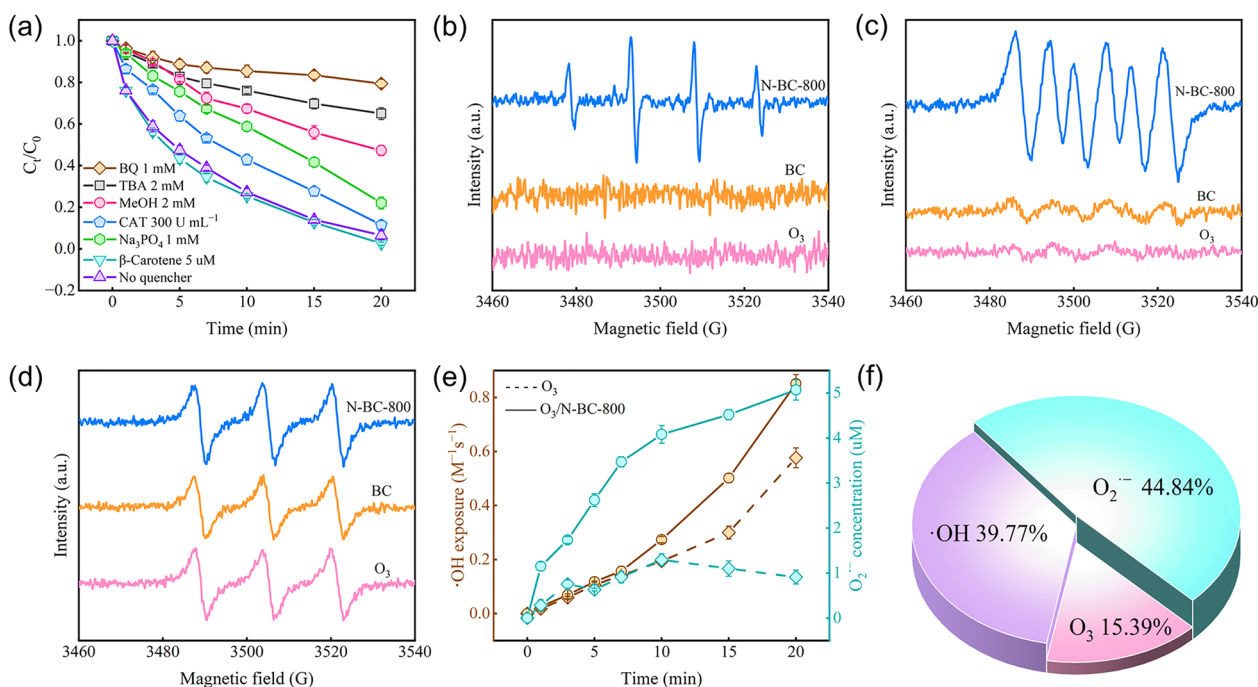 (a)
C_t/C_0
1.0
0.8
0.6
0.4
0.2
0.0
−0.2
BQ 1 mM
TBA 2 mM
MeOH 2 mM
CAT 300 U mL⁻¹
Na₃PO₄ 1 mM
β-Carotene 5 uM
No quencher
0 5 10 15 20
Time (min)
(b)
Intensity (a.u.)
N-BC-800
BC
O₃
3460 3480 3500 3520 3540
Magnetic field (G)
(c)
Intensity (a.u.)
N-BC-800
BC
O₃
3460 3480 3500 3520 3540
Magnetic field (G)
(d)
Intensity (a.u.)
N-BC-800
BC
O₃
3460 3480 3500 3520 3540
Magnetic field (G)
(e)
·OH exposure (M⁻¹s⁻¹)
0.8
0.6
0.4
0.2
0.0
O₃
O₃/N-BC-800
5
4
3
2
1
0
O₂·⁻ concentration (uM)
0 5 10 15 20
Time (min)
(f)
O₂·⁻ 44.84%
·OH 39.77%
O₃ 15.39%